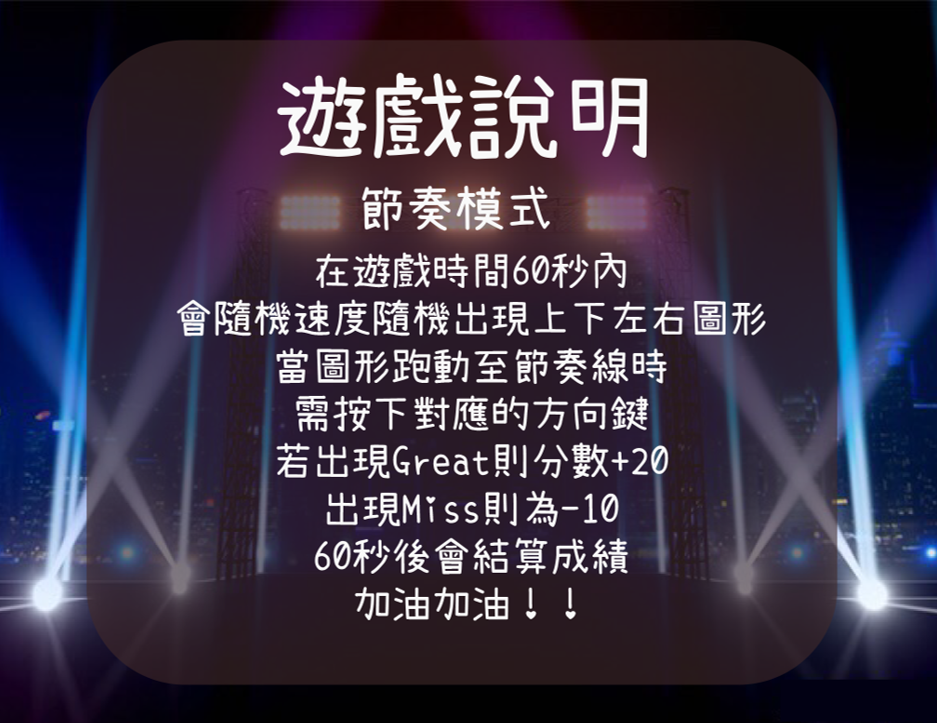 遊戲說明
節奏模式
在遊戲時間60秒內
會隨機速度隨機出現上下左右圖形
當圖形跑動至節奏線時
需按下對應的方向鍵
若出現Great則分數+20
出現Miss則為-10
60秒後會結算成績
加油加油！！